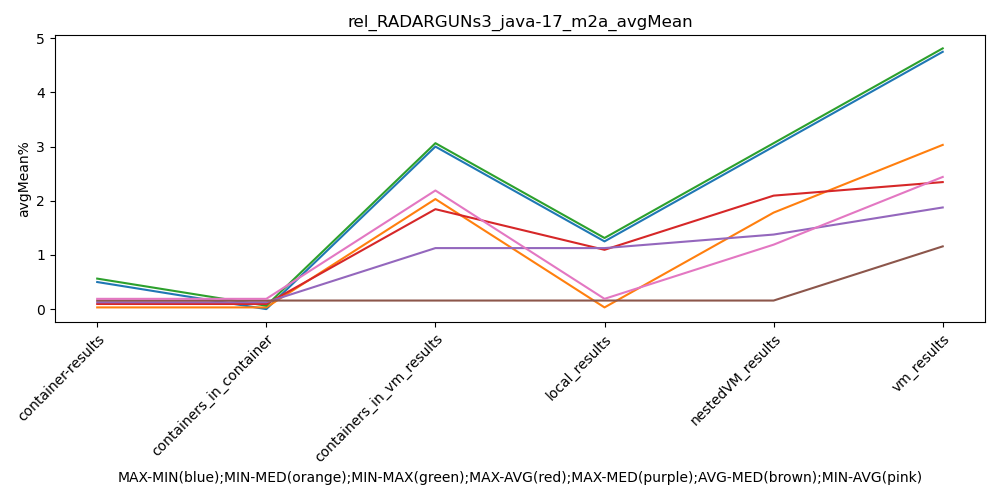 rel_RADARGUNs3_java-17_m2a_avgMean
avgMean%
5
4
3
2
1
0
container-results
containers_in_container
containers_in_vm_results
local_results
nestedVM_results
vm_results
MAX-MIN(blue);MIN-MED(orange);MIN-MAX(green);MAX-AVG(red);MAX-MED(purple);AVG-MED(brown);MIN-AVG(pink)